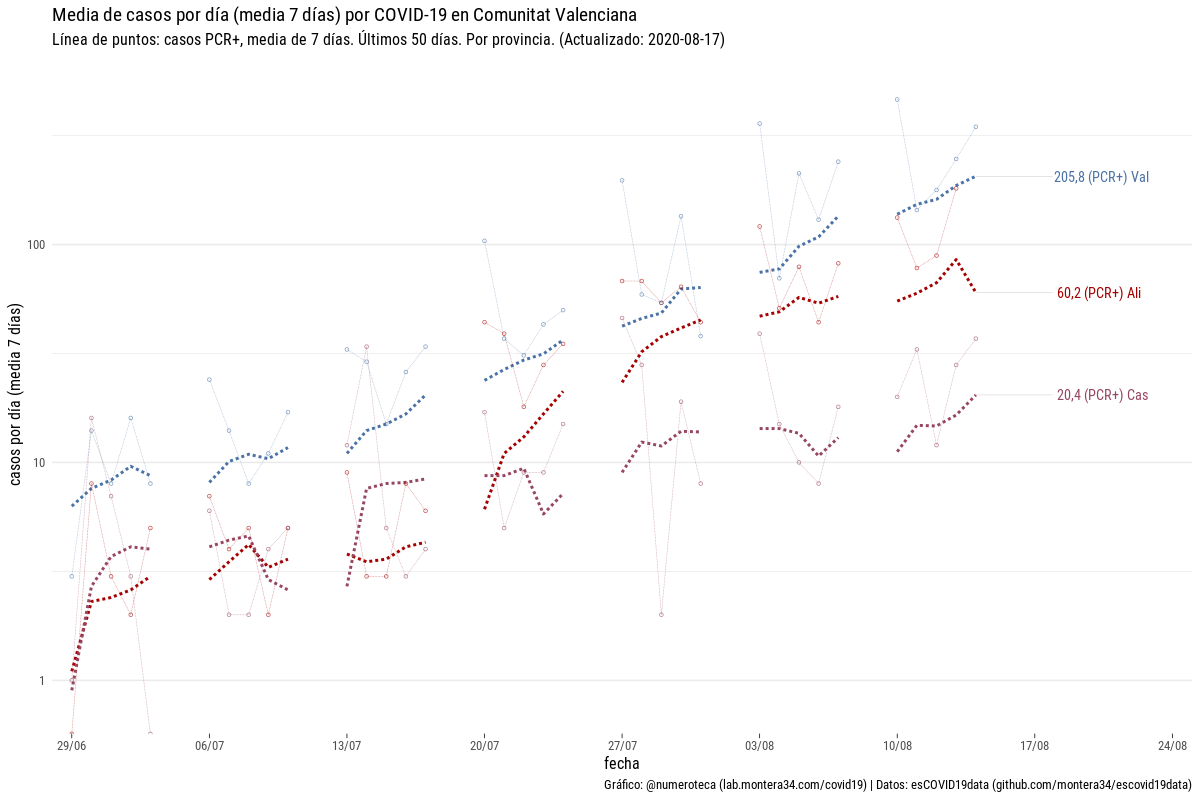 Media de casos por día (media 7 días) por COVID-19 en Comunitat Valenciana
Línea de puntos: casos PCR+, media de 7 días. Últimos 50 días. Por provincia. (Actualizado: 2020-08-17)
casos por día (media 7 días)
100
10
1
205,8 (PCR+) Val
60,2 (PCR+) Ali
20,4 (PCR+) Cas
29/06
06/07
13/07
20/07
27/07
03/08
10/08
17/08
24/08
fecha
Gráfico: @numeroteca (lab.montera34.com/covid19) | Datos: esCOVID19data (github.com/montera34/escovid19data)